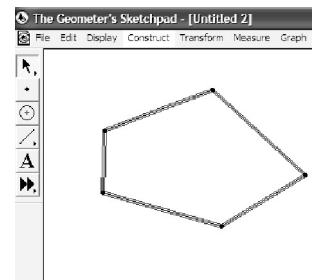 The Geometer's Sketchpad - [Untitled 2]
File Edit Display Construct Transform Measure Graph
A